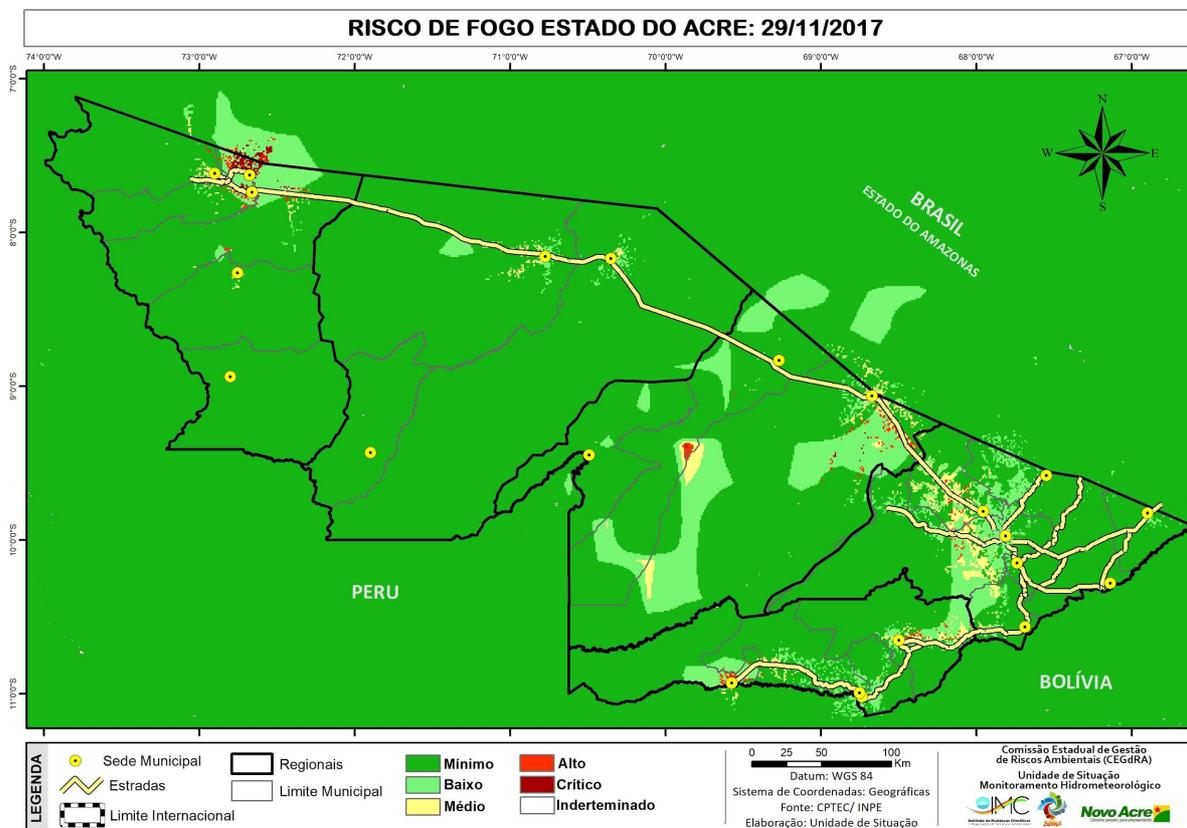 RISCO DE FOGO ESTADO DO ACRE: 29/11/2017
74°0'0"W 73°0'0"W 72°0'0"W 71°0'0"W 70°0'0"W 69°0'0"W 68°0'0"W 67°0'0"W
7°0'0"S
8°0'0"S
9°0'0"S
10°0'0"S
11°0'0"S
N
W E
S
BRASIL
ESTADO DO AMAZONAS
PERU
BOLÍVIA
LEGENDA
Sede Municipal
Estradas
Limite Internacional
Regionais
Limite Municipal
Mínimo
Baixo
Médio
Alto
Crítico
Inderteminado
0 25 50 100
Km
Datum: WGS 84
Sistema de Coordenadas: Geográficas
Fonte: CPTEC/ INPE
Elaboração: Unidade de Situação
Comissão Estadual de Gestão
de Riscos Ambientais (CEGdRA)
Unidade de Situação
Monitoramento Hidrometeorológico
IMC
Novo Acre